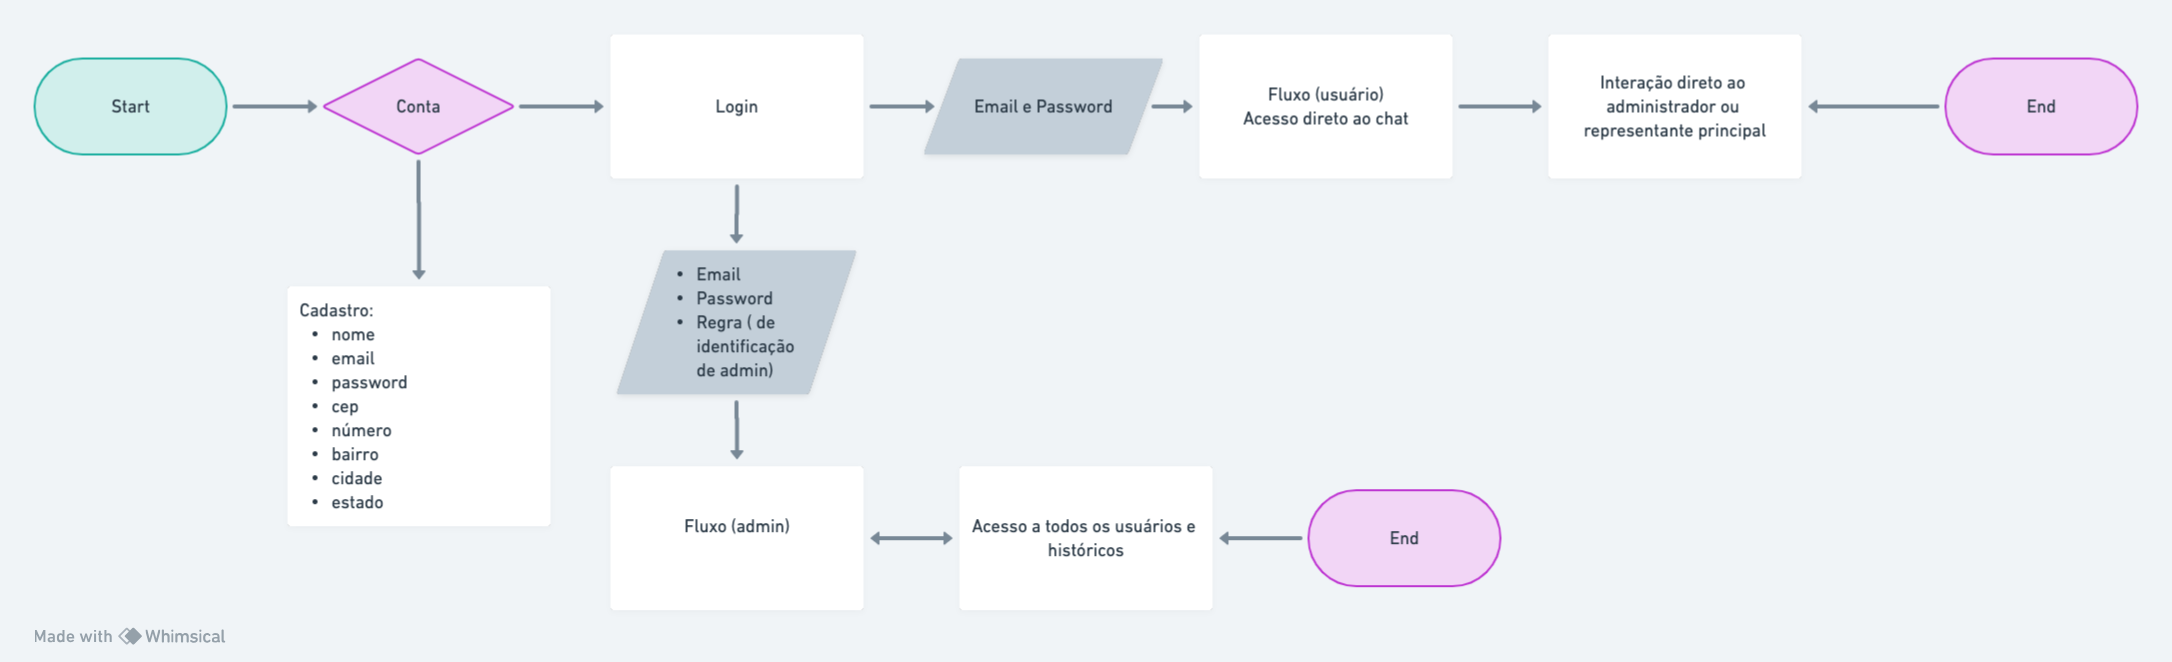 Start
Conta
Login
Email e Password
Fluxo (usuário)
Acesso direto ao chat
Interação direto ao
administrador ou
representante principal
End
• Email
• Password
• Regra ( de
identificação
de admin)
Cadastro:
• nome
• email
• password
• cep
• número
• bairro
• cidade
• estado
Fluxo (admin)
Acesso a todos os usuários e
históricos
End
Made with Whimsical